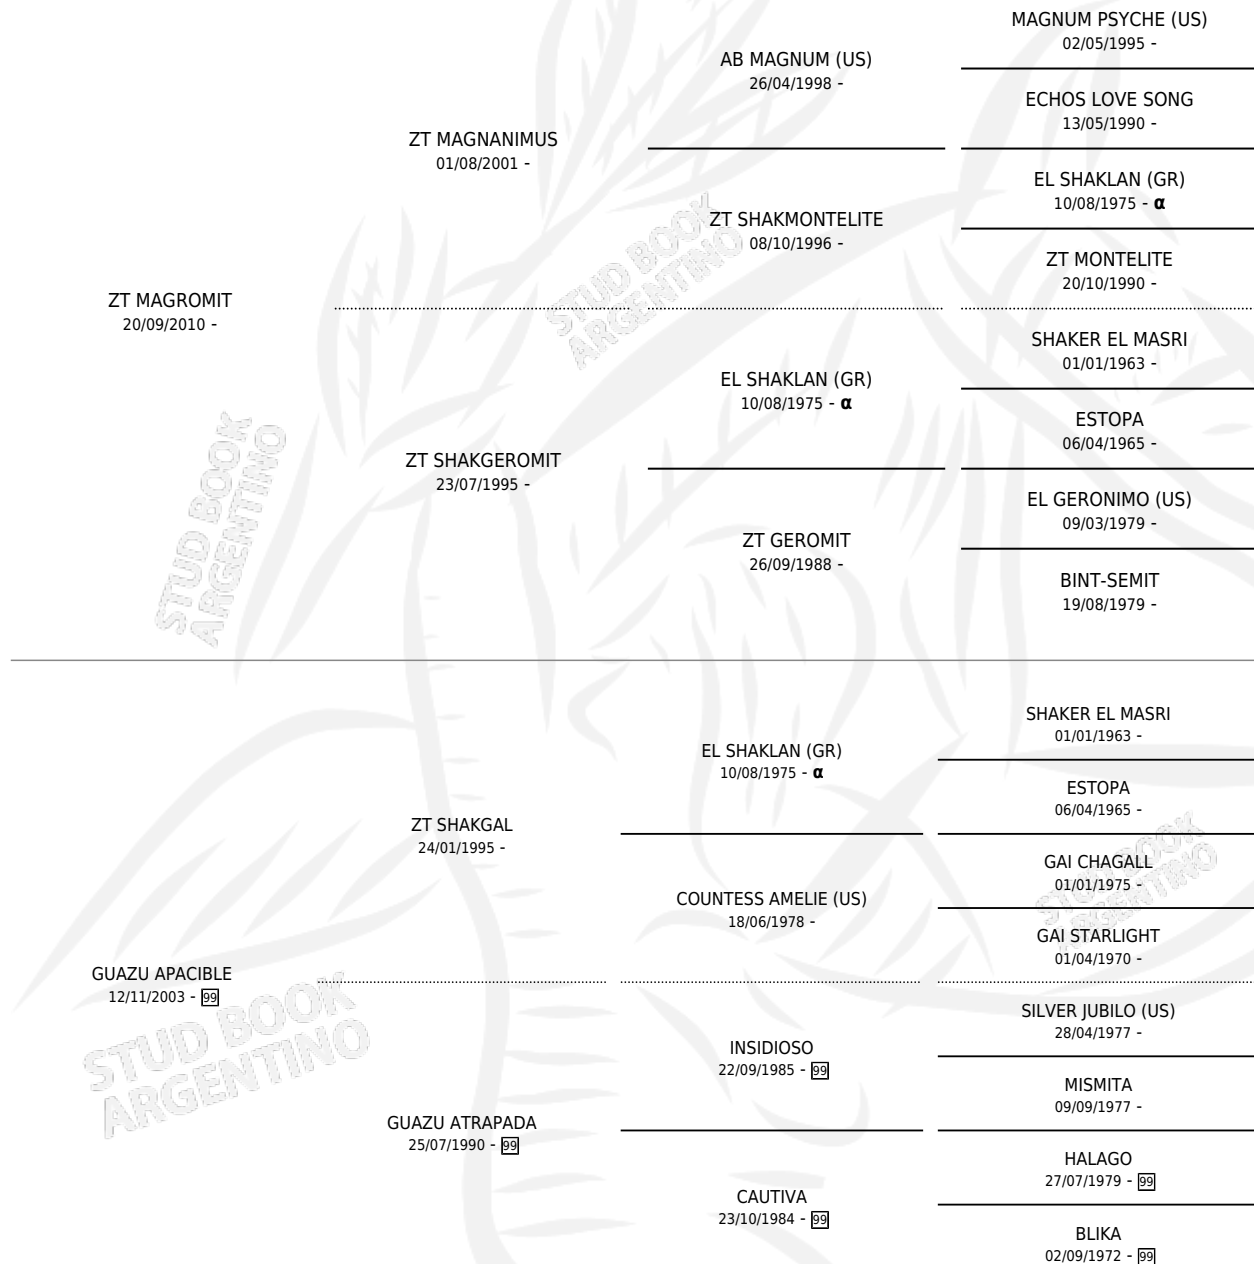 MAGNUM PSYCHE (US)
02/05/1995 -
AB MAGNUM (US)
26/04/1998 -
ECHOS LOVE SONG
13/05/1990 -
ZT MAGNANIMUS
01/08/2001 -
EL SHAKLAN (GR)
10/08/1975 - α
ZT SHAKMONTELITE
08/10/1996 -
ZT MONTELITE
20/10/1990 -
STUD BOOK
ARGENTINO
ZT MAGROMIT
20/09/2010 -
SHAKER EL MASRI
01/01/1963 -
EL SHAKLAN (GR)
10/08/1975 - α
ESTOPA
06/04/1965 -
ZT SHAKGEROMIT
23/07/1995 -
EL GERONIMO (US)
09/03/1979 -
ZT GEROMIT
26/09/1988 -
BINT-SEMIT
19/08/1979 -
STUD BOOK
ARGENTINO
SHAKER EL MASRI
01/01/1963 -
EL SHAKLAN (GR)
10/08/1975 - α
ESTOPA
06/04/1965 -
ZT SHAKGAL
24/01/1995 -
GAI CHAGALL
01/01/1975 -
COUNTESS AMELIE (US)
18/06/1978 -
GAI STARLIGHT
01/04/1970 -
STUD BOOK
ARGENTINO
GUAZU APACIBLE
12/11/2003 - 99
SILVER JUBILO (US)
28/04/1977 -
INSIDIOSO
22/09/1985 - 99
MISMITA
09/09/1977 -
STUD BOOK
ARGENTINO
GUAZU ATRAPADA
25/07/1990 - 99
HALAGO
27/07/1979 - 99
CAUTIVA
23/10/1984 - 99
BLIKA
02/09/1972 - 99